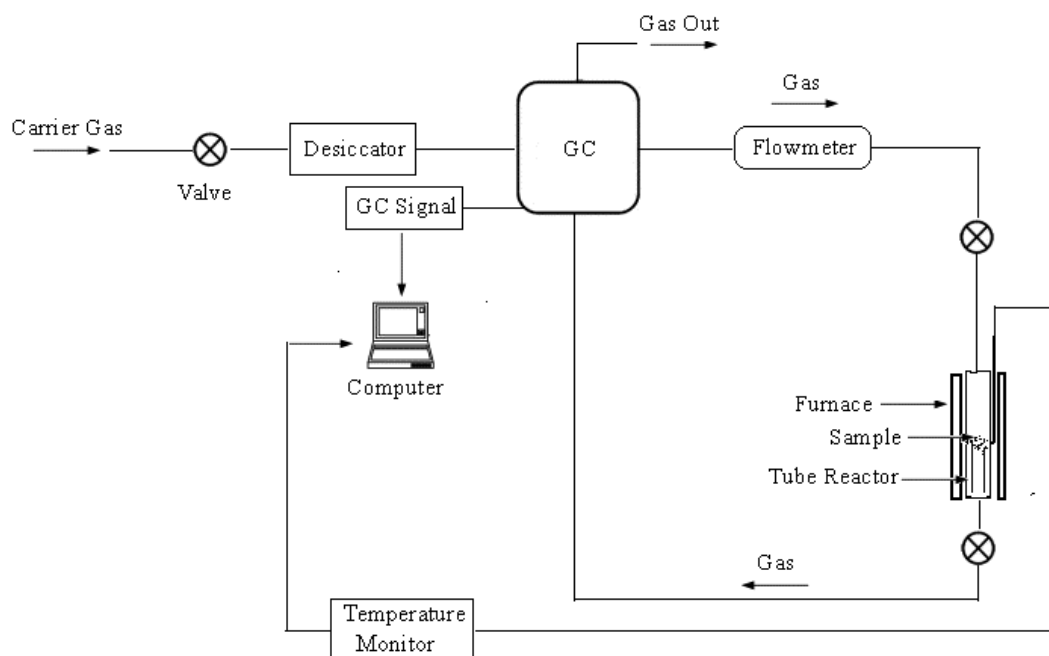 Gas Out
Gas
Carrier Gas
Desiccator
GC
Flowmeter
Valve
GC Signal
Computer
Furnace
Sample
Tube Reactor
Gas
Temperature
Monitor